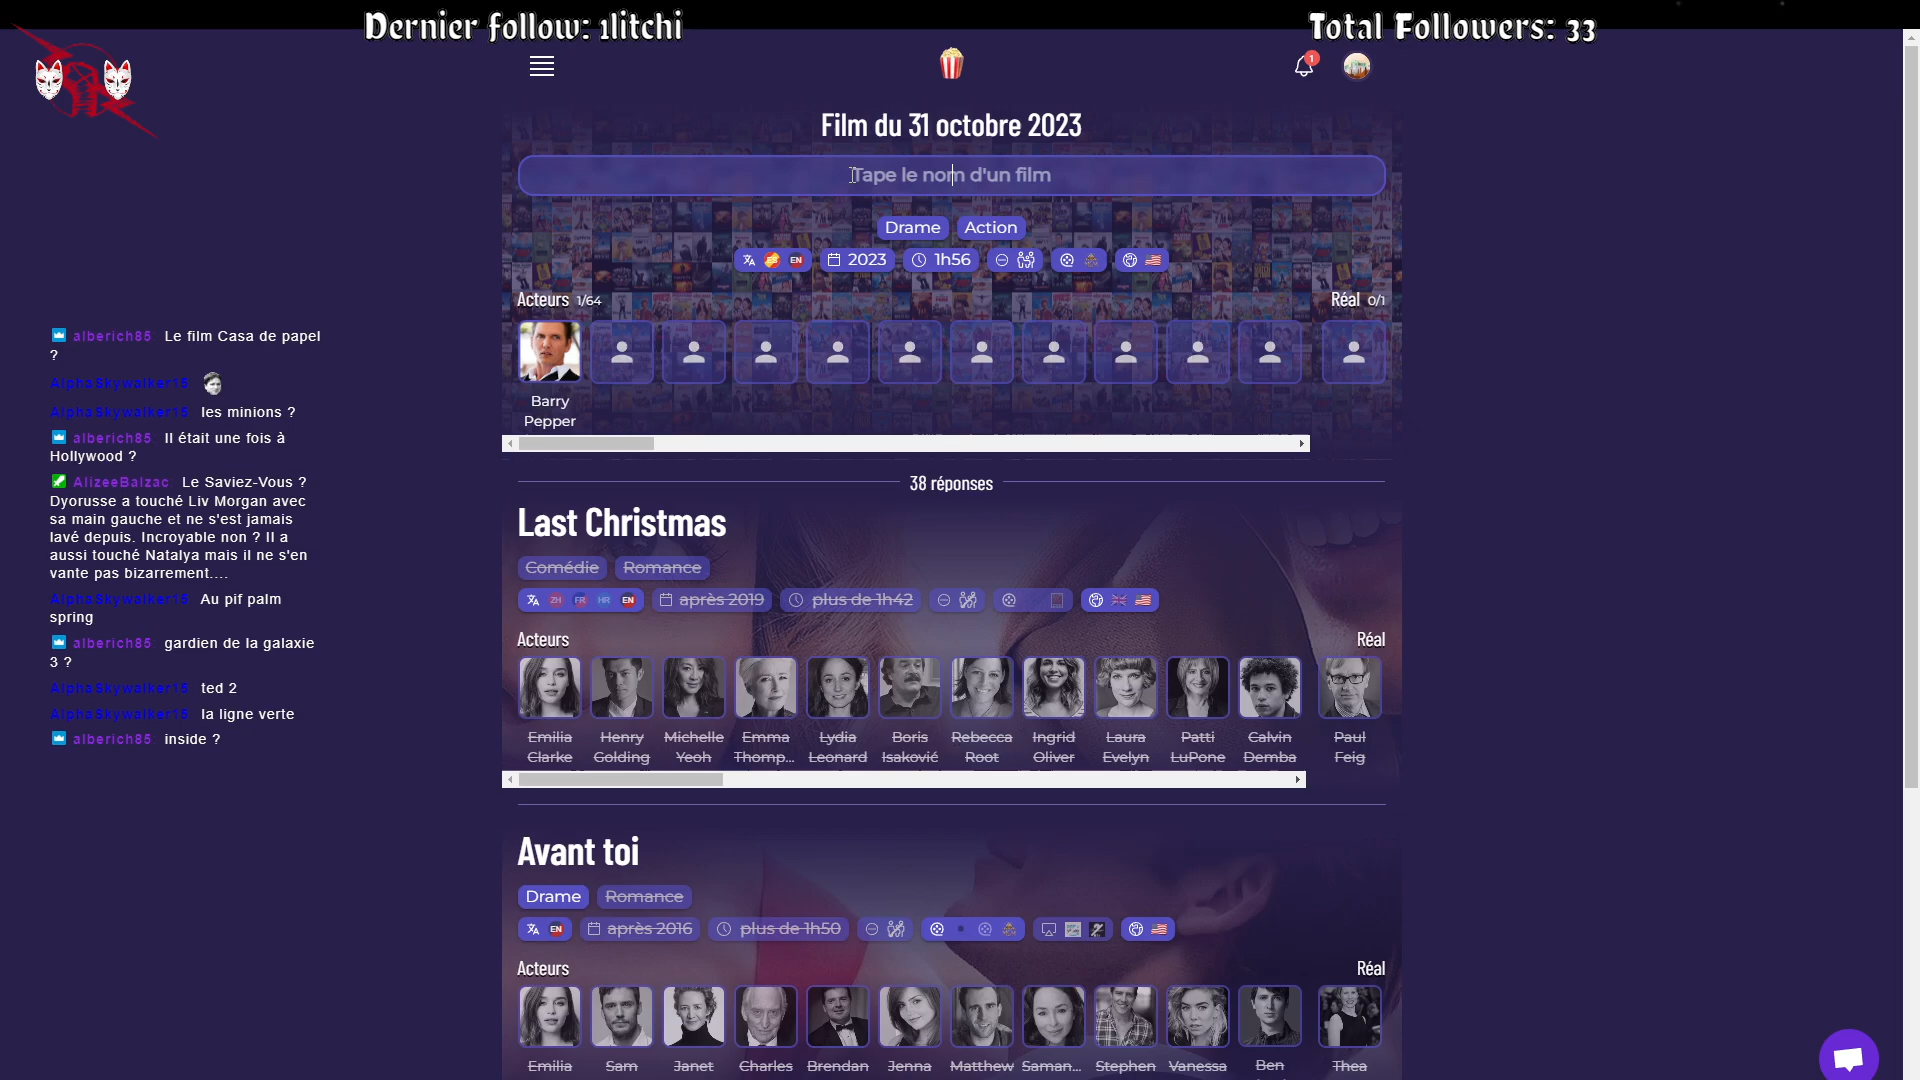 Dernier follow: 1litchi
Total Followers: 33
1
Film du 31 octobre 2023
Tape le nom d'un film
Drame Action
ES EN 2023 1h56
Acteurs 1/64
Réal 0/1
Barry
Pepper
38 réponses
Last Christmas
Comédie Romance
ZH FR HR EN après 2019 plus de 1h42
Acteurs
Réal
Emilia Henry Michelle Emma Lydia Boris Rebecca Ingrid Laura Patti Calvin Paul
Clarke Golding Yeoh Thomp... Leonard Isaković Root Oliver Evelyn LuPone Demba Feig
Avant toi
Drame Romance
EN après 2016 plus de 1h50
Acteurs
Réal
Emilia Sam Janet Charles Brendan Jenna Matthew Saman... Stephen Vanessa Ben Thea
alberich85 Le film Casa de papel
?
AlphaSkywalker15
AlphaSkywalker15 les minions ?
alberich85 Il était une fois à
Hollywood ?
AlizeeBalzac Le Saviez-Vous ?
Dyorusse a touché Liv Morgan avec
sa main gauche et ne s'est jamais
lavé depuis. Incroyable non ? Il a
aussi touché Natalya mais il ne s'en
vante pas bizarrement....
AlphaSkywalker15 Au pif palm
spring
alberich85 gardien de la galaxie
3 ?
AlphaSkywalker15 ted 2
AlphaSkywalker15 la ligne verte
alberich85 inside ?